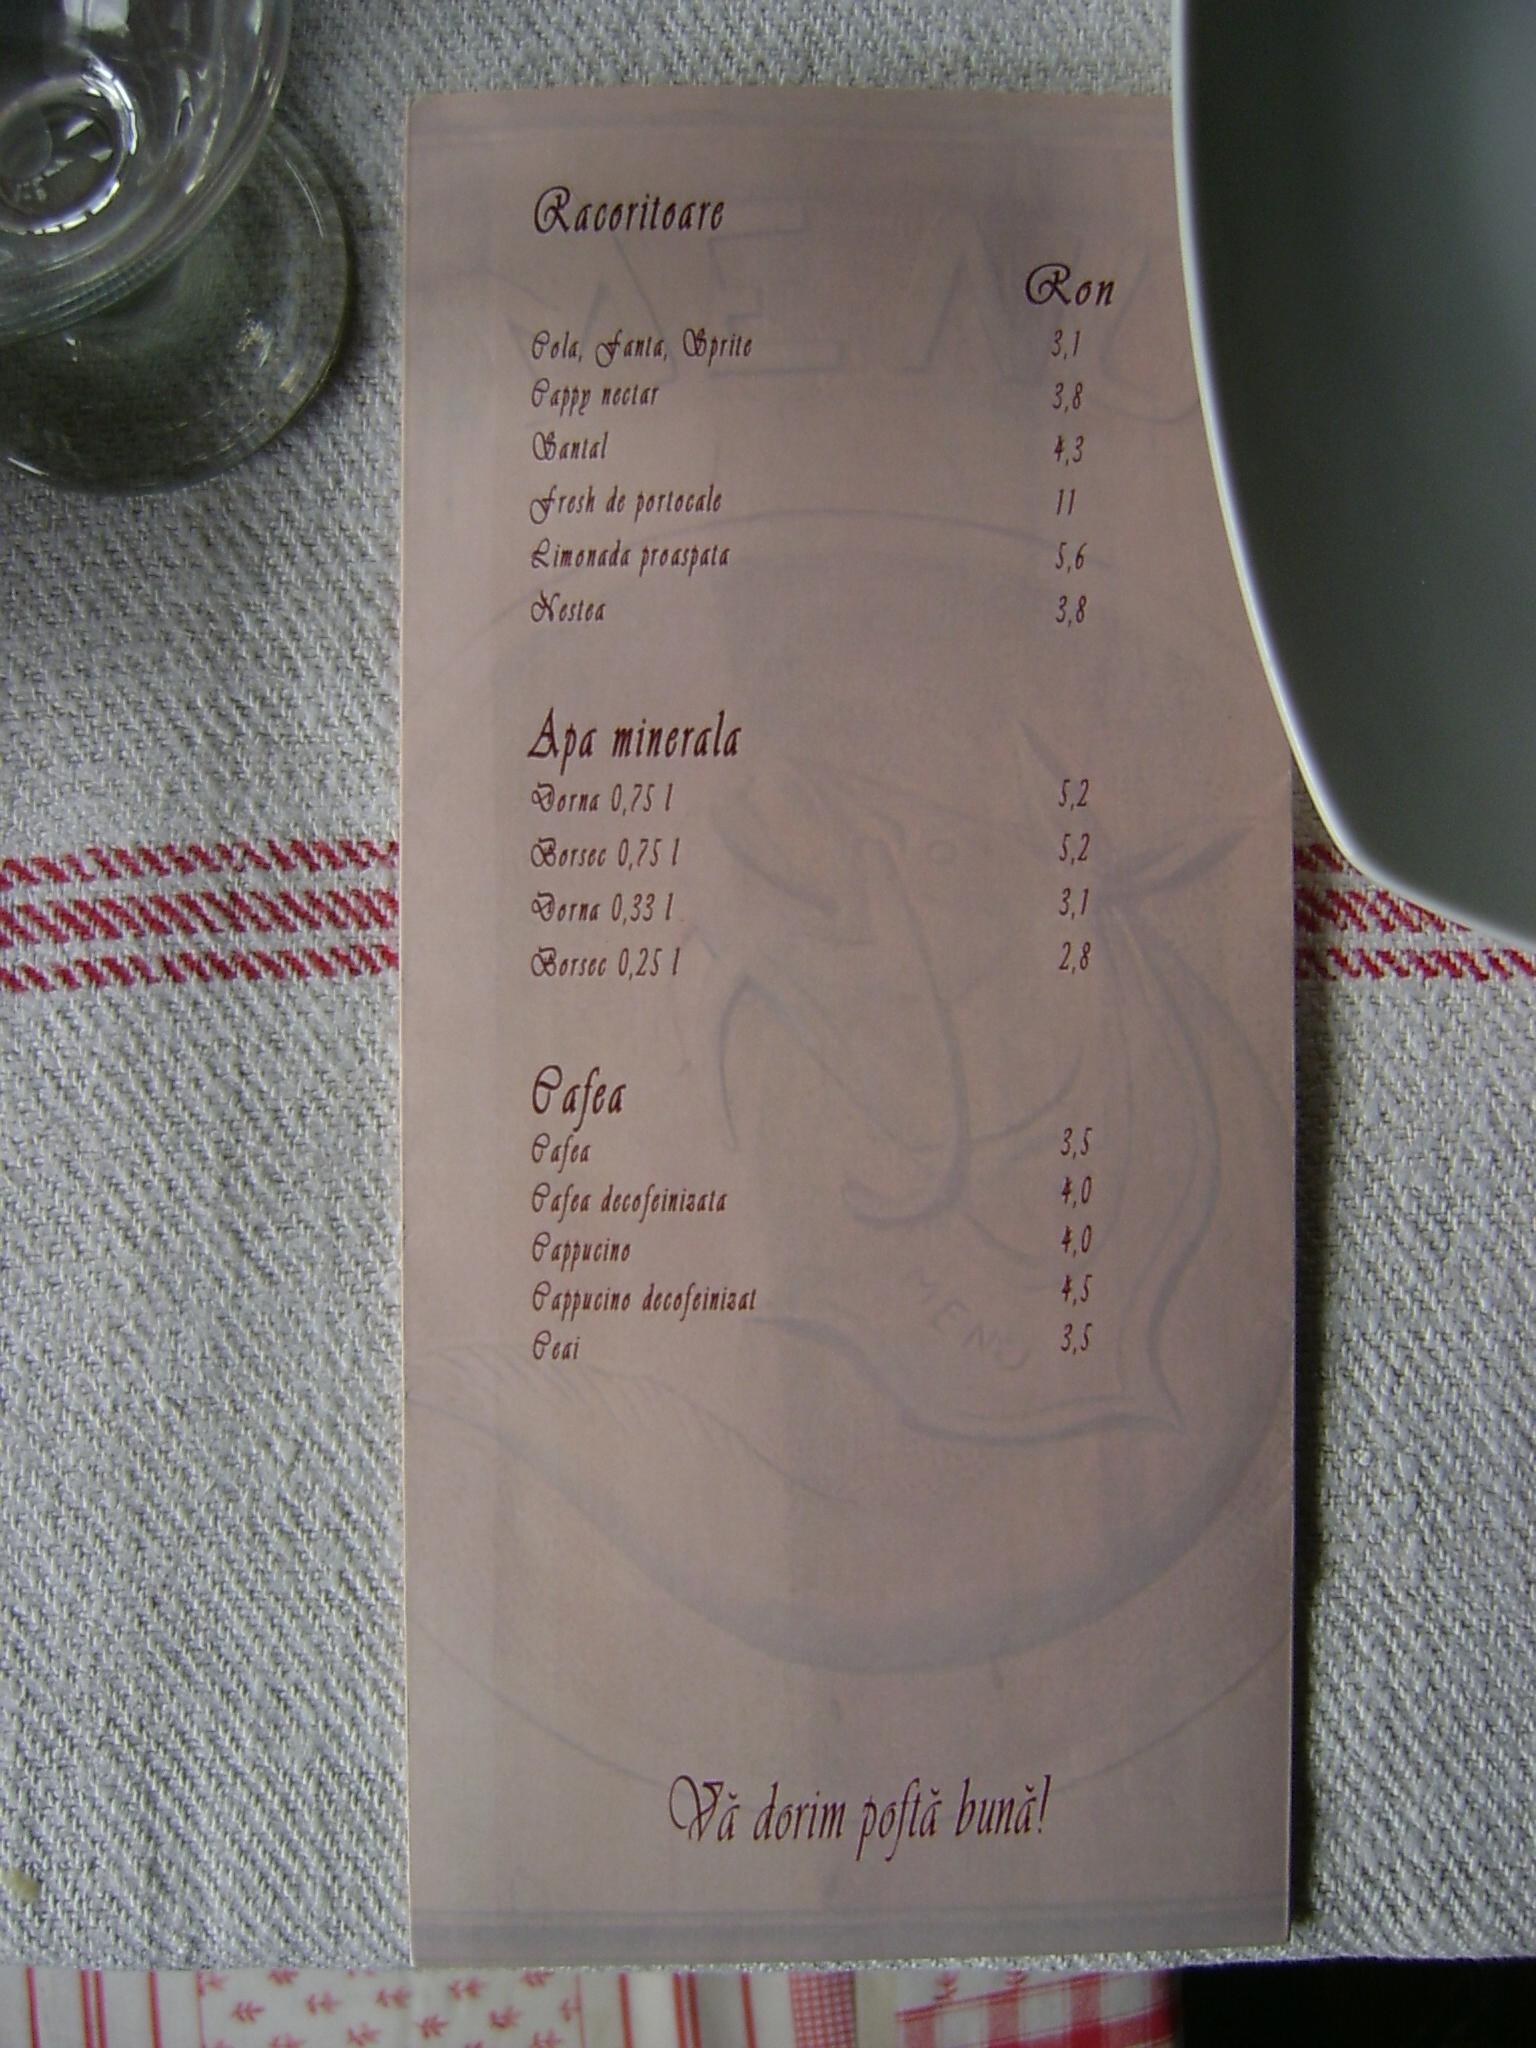 Racoritoare
Ron
Cola, Fanta, Sprite 3,1
Cappy nectar 3,8
Santal 4,3
Fresh de portocale 11
Limonada proaspata 5,6
Nestea 3,8
Apa minerala
Dorna 0,75 l 5,2
Borsec 0,75 l 5,2
Dorna 0,33 l 3,1
Borsec 0,25 l 2,8
Cafea
Cafea 3,5
Cafea decofeinizata 4,0
Cappucino 4,0
Cappucino decofeinizat 4,5
Ceai 3,5
MENU
Vă dorim poftă bună!